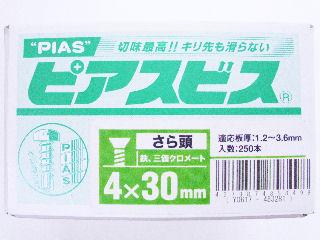 "PIAS"
切味最高!! キリ先も滑らない
ピアスビス®
PIAS
さら頭
鉄、三価クロメート
4×30mm
適応板厚:1.2〜3.6mm
入数:250本